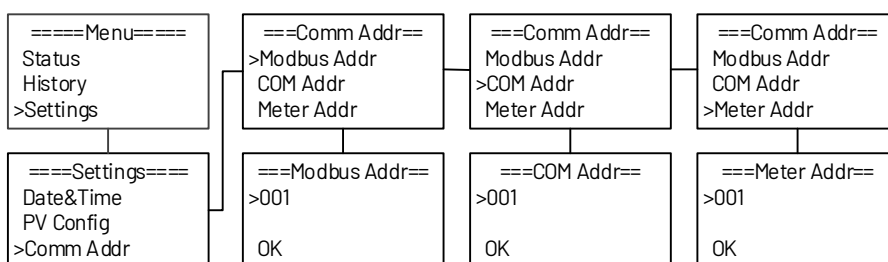 =====Menu=====
Status
History
>Settings
===Comm Addr==
>Modbus Addr
COM Addr
Meter Addr
===Comm Addr==
Modbus Addr
>COM Addr
Meter Addr
===Comm Addr==
Modbus Addr
COM Addr
>Meter Addr
====Settings====
Date&Time
PV Config
>Comm Addr
===Modbus Addr==
>001
OK
===COM Addr==
>001
OK
===Meter Addr==
>001
OK